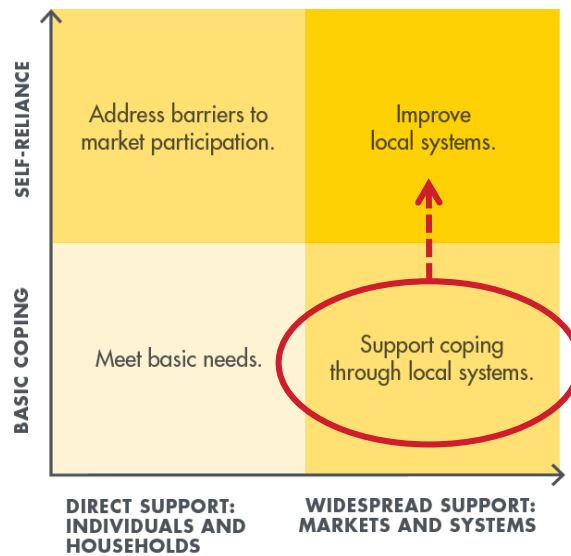 SELF-RELIANCE
Address barriers to
market participation.
Improve
local systems.
BASIC COPING
Meet basic needs.
Support coping
through local systems.
DIRECT SUPPORT:
INDIVIDUALS AND
HOUSEHOLDS
WIDESPREAD SUPPORT:
MARKETS AND SYSTEMS